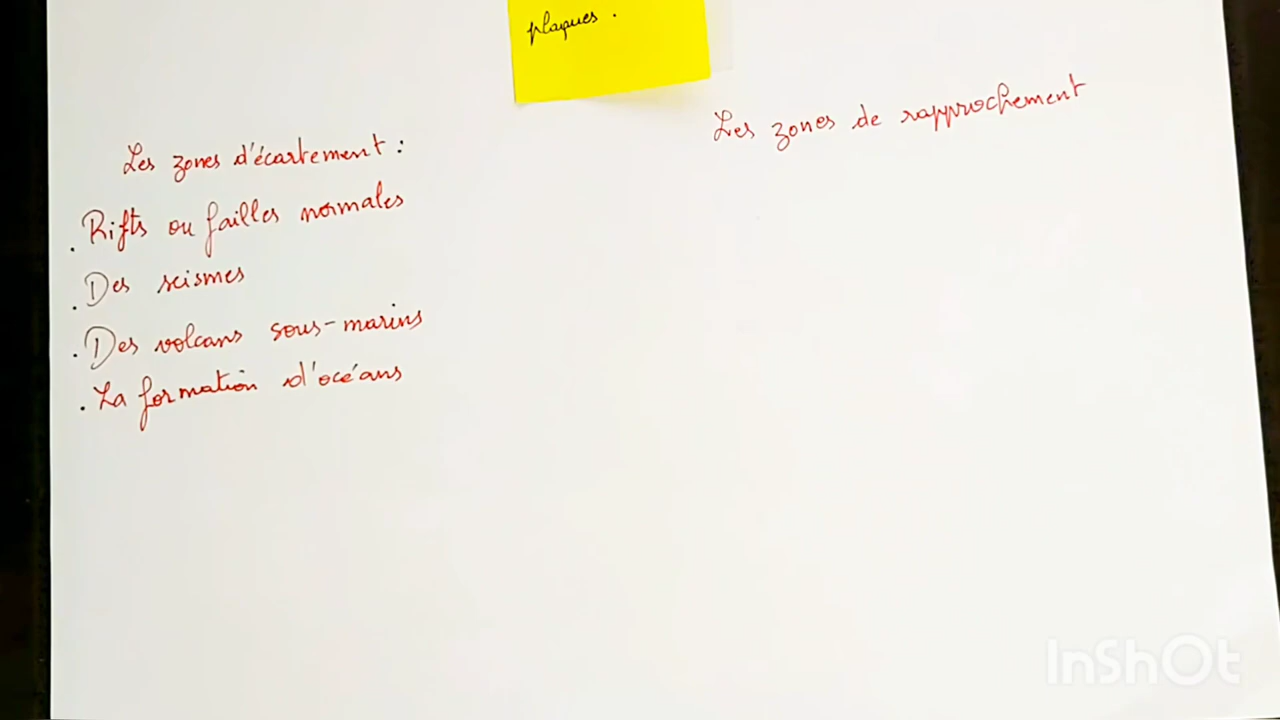 plaques.
Les zones d'écartement :
Les zones de rapprochement
. Rifts ou failles normales
. Des seismes
. Des volcans sous-marins
. La formation d'océans
InShOt